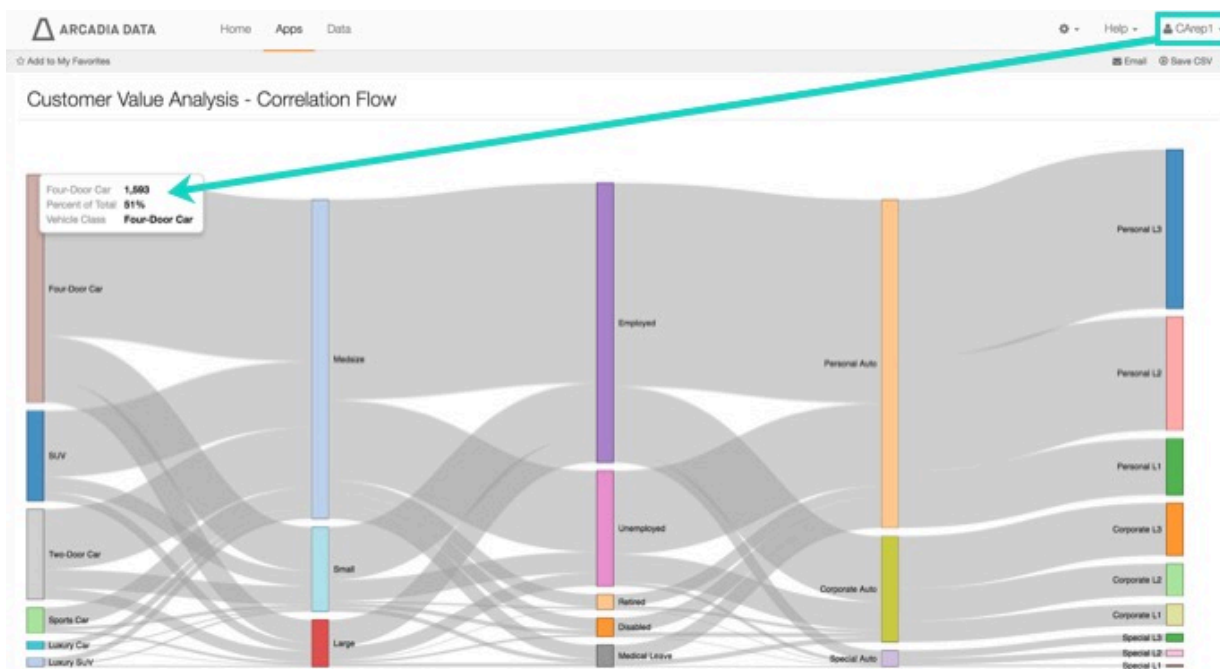 ARCADIA DATA Home Apps Data Help CArep1
Add to My Favorites Email Save CSV
Customer Value Analysis - Correlation Flow
Four-Door Car 1,593
Percent of Total 51%
Vehicle Class Four-Door Car
Four-Door Car
SUV
Two-Door Car
Sports Car
Luxury Car
Luxury SUV
Medsize
Small
Large
Employed
Unemployed
Retired
Disabled
Medical Leave
Personal Auto
Corporate Auto
Special Auto
Personal L3
Personal L2
Personal L1
Corporate L3
Corporate L2
Corporate L1
Special L3
Special L2
Special L1